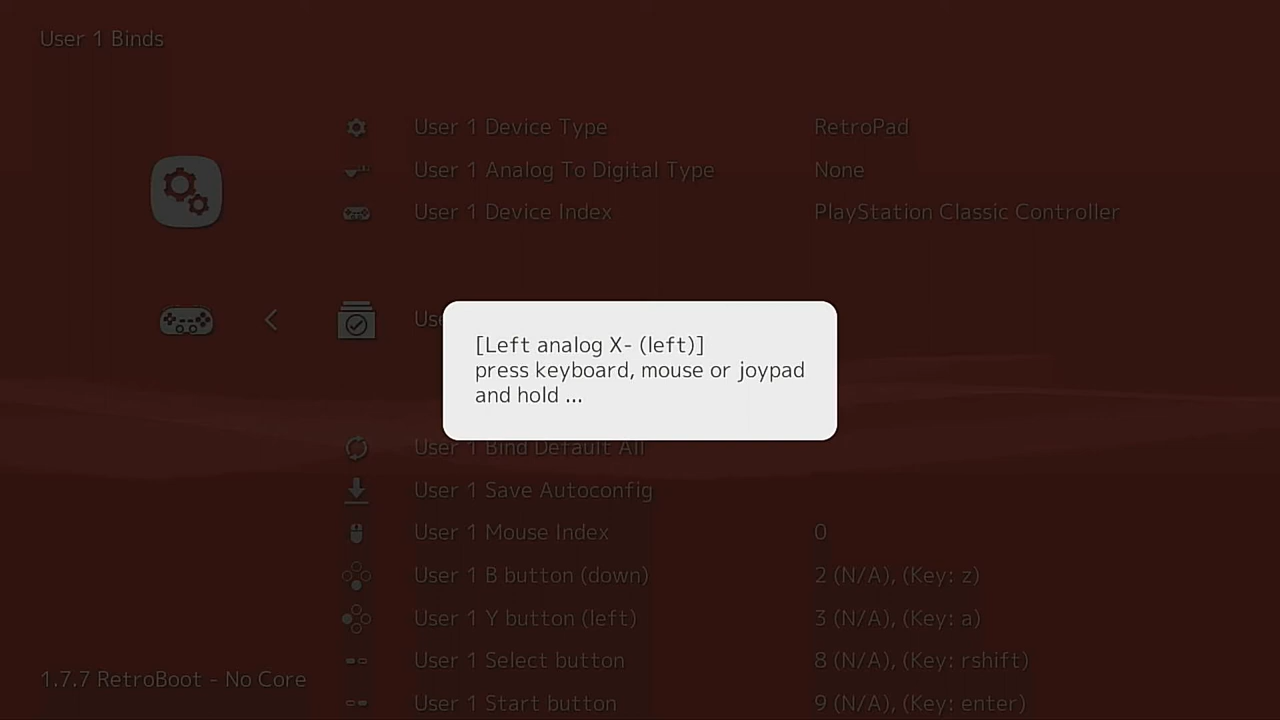 User 1 Binds
User 1 Device Type RetroPad
User 1 Analog To Digital Type None
User 1 Device Index PlayStation Classic Controller
[Left analog X- (left)]
press keyboard, mouse or joypad
and hold ...
User 1 Bind Default All
User 1 Save Autoconfig
User 1 Mouse Index 0
User 1 B button (down) 2 (N/A), (Key: z)
User 1 Y button (left) 3 (N/A), (Key: a)
User 1 Select button 8 (N/A), (Key: rshift)
1.7.7 RetroBoot - No Core
User 1 Start button 9 (N/A), (Key: enter)